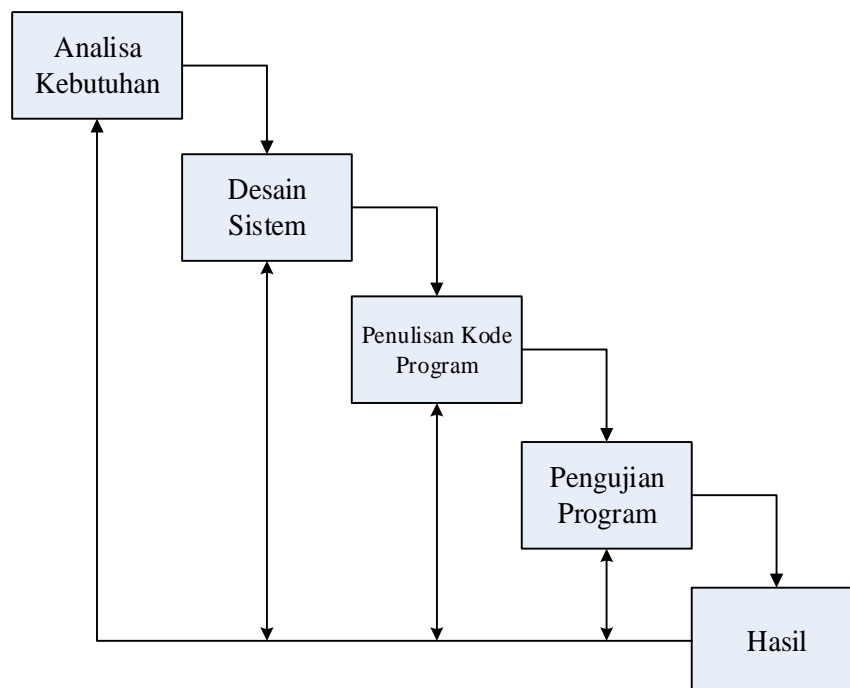 Analisa
Kebutuhan
Desain
Sistem
Penulisan Kode
Program
Pengujian
Program
Hasil